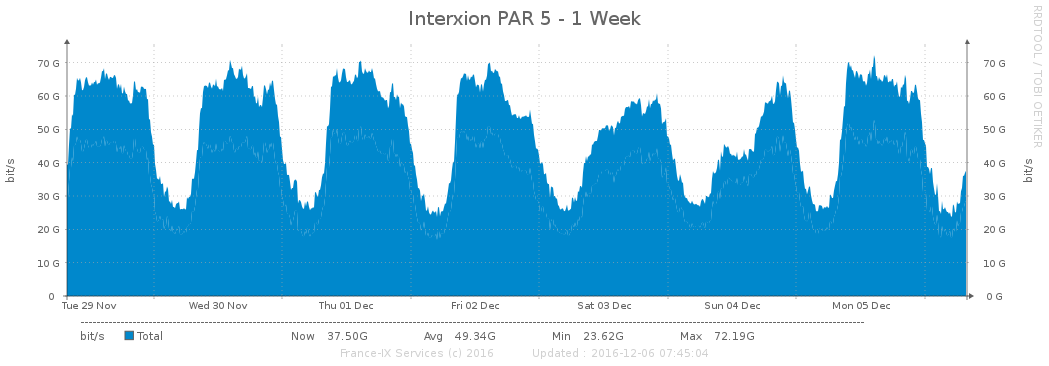 Interxion PAR 5 - 1 Week
RRDTOOL / TOBI OETIKER
bit/s
70 G 70 G
60 G 60 G
50 G 50 G
40 G 40 G
30 G 30 G
20 G 20 G
10 G 10 G
0 0 G
bit/s
Tue 29 Nov Wed 30 Nov Thu 01 Dec Fri 02 Dec Sat 03 Dec Sun 04 Dec Mon 05 Dec
bit/s Total Now 37.50G Avg 49.34G Min 23.62G Max 72.19G
France-IX Services (c) 2016 Updated : 2016-12-06 07:45:04